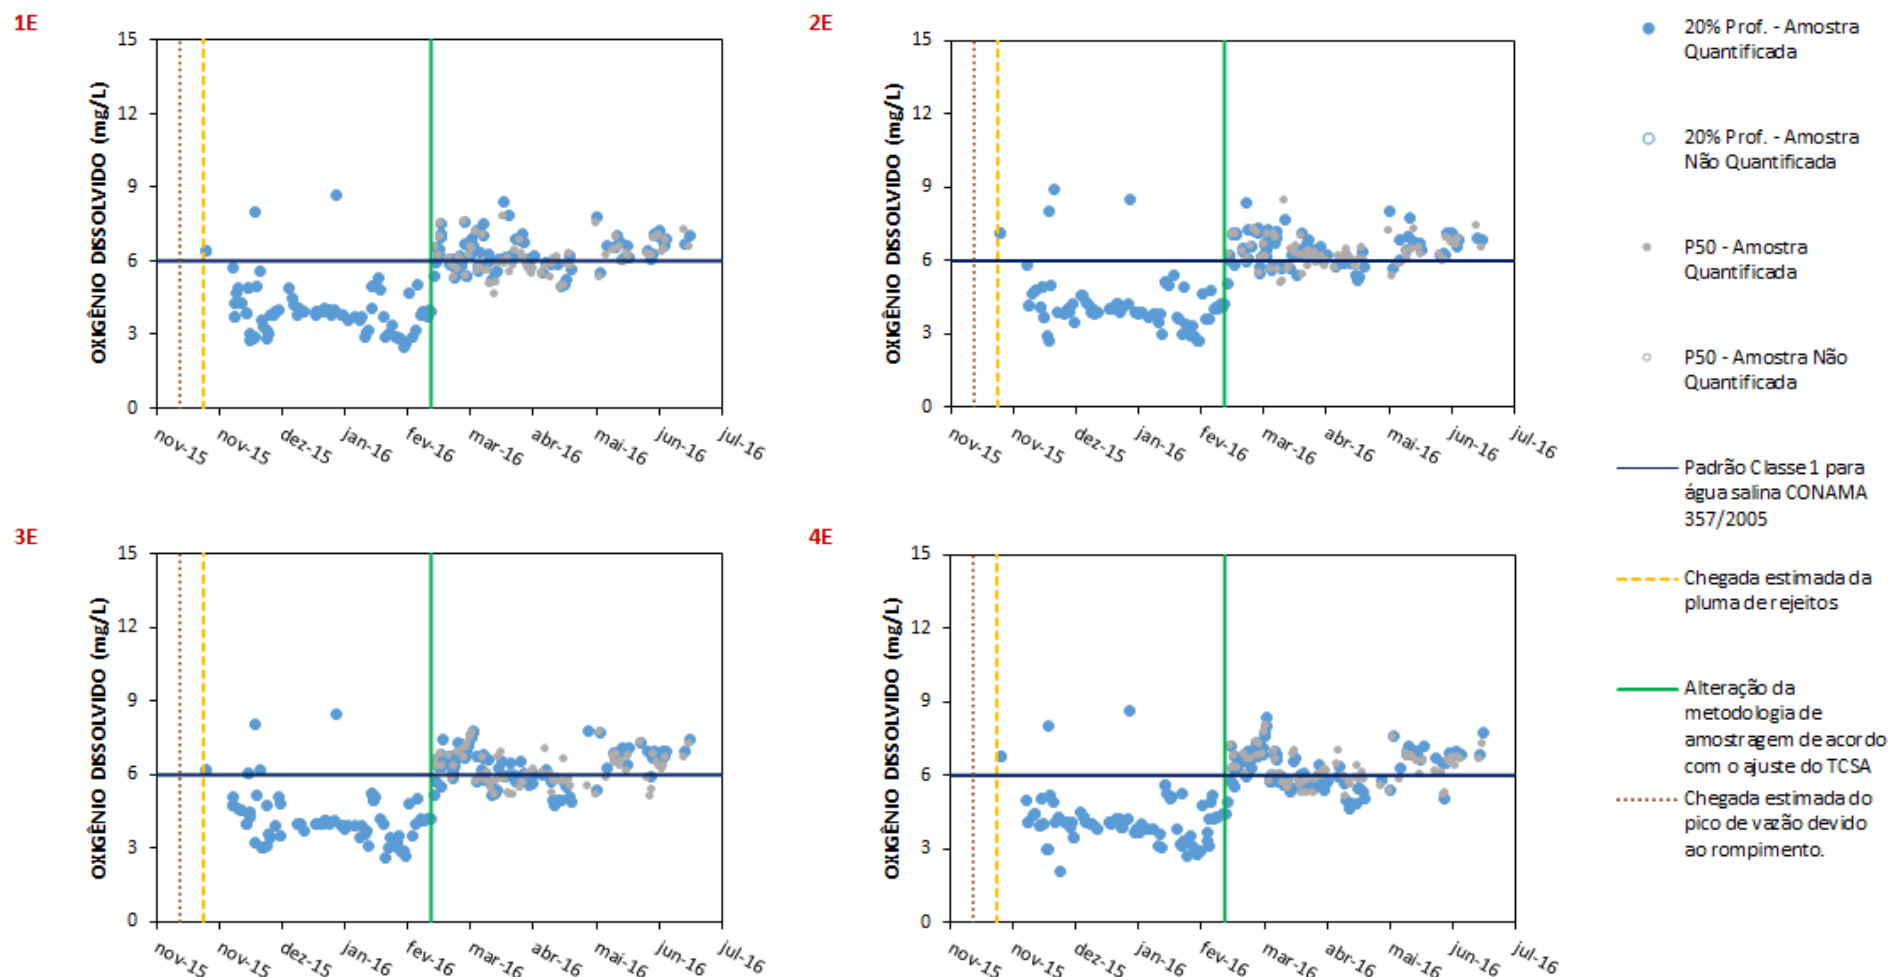 1E
OXIGÊNIO DISSOLVIDO (mg/L)
15
12
9
6
3
0
nov-15
nov-15
dez-15
jan-16
fev-16
mar-16
abr-16
mai-16
jun-16
jul-16
2E
OXIGÊNIO DISSOLVIDO (mg/L)
15
12
9
6
3
0
nov-15
nov-15
dez-15
jan-16
fev-16
mar-16
abr-16
mai-16
jun-16
jul-16
3E
OXIGÊNIO DISSOLVIDO (mg/L)
15
12
9
6
3
0
nov-15
nov-15
dez-15
jan-16
fev-16
mar-16
abr-16
mai-16
jun-16
jul-16
4E
OXIGÊNIO DISSOLVIDO (mg/L)
15
12
9
6
3
0
nov-15
nov-15
dez-15
jan-16
fev-16
mar-16
abr-16
mai-16
jun-16
jul-16
20% Prof. - Amostra
Quantificada
20% Prof. - Amostra
Não Quantificada
P50 - Amostra
Quantificada
P50 - Amostra Não
Quantificada
Padrão Classe 1 para
água salina CONAMA
357/2005
Chegada estimada da
pluma de rejeitos
Alteração da
metodologia de
amostragem de acordo
com o ajuste do TCSA
Chegada estimada do
pico de vazão devido
ao rompimento.